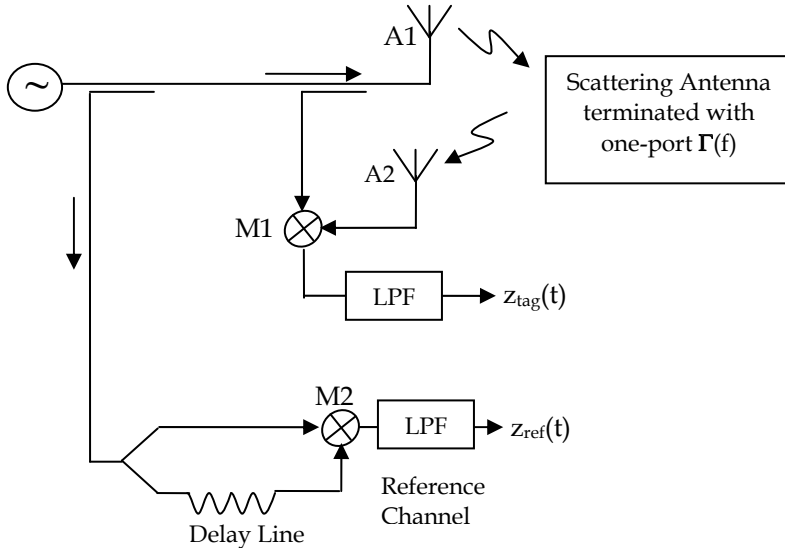 A1
Scattering Antenna
terminated with
one-port Γ(f)
A2
M1
LPF
z_tag(t)
M2
LPF
z_ref(t)
Reference
Channel
Delay Line